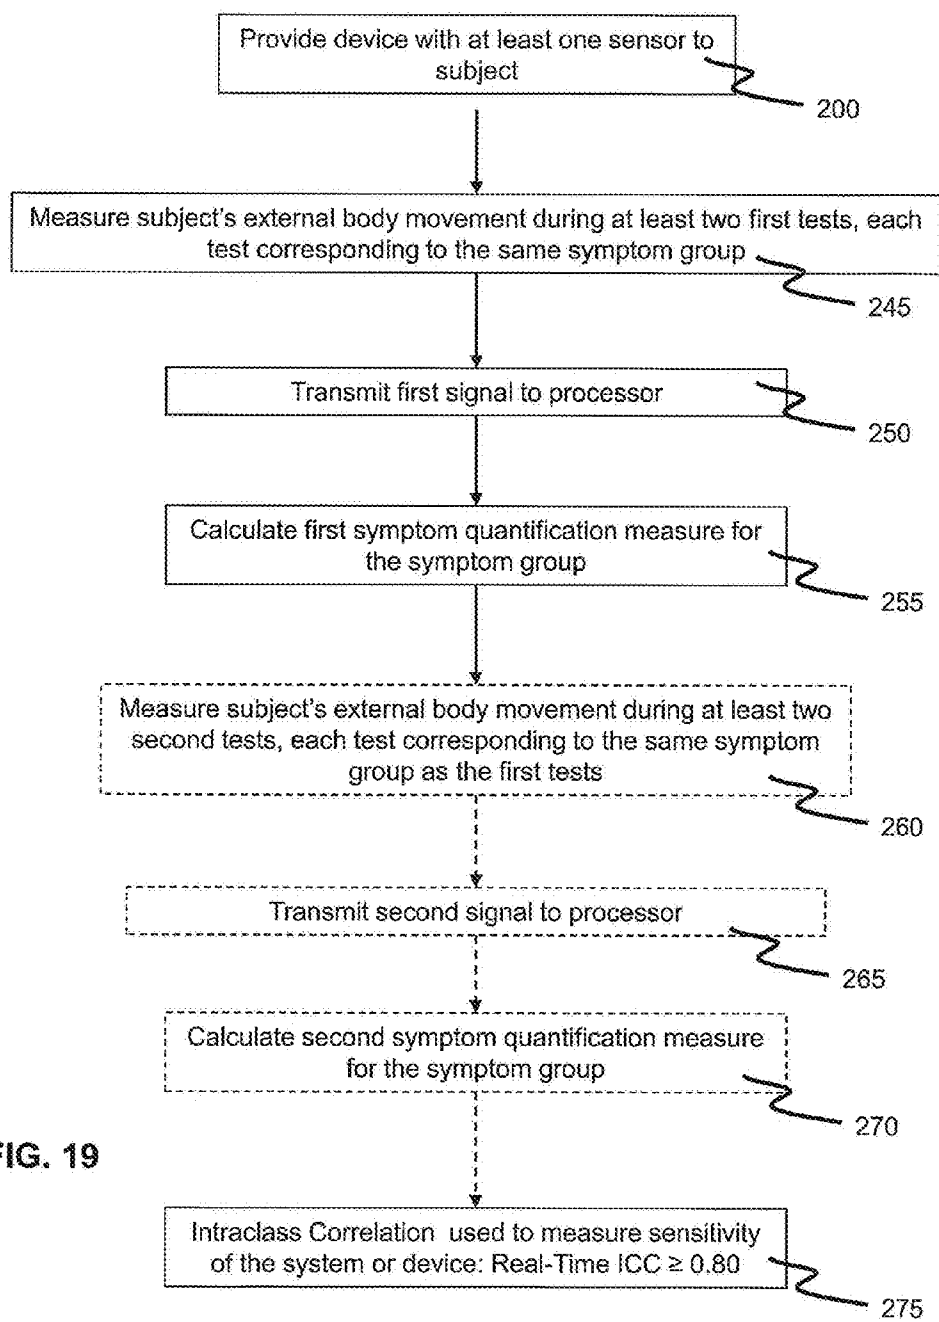 Provide device with at least one sensor to
subject
200
Measure subject's external body movement during at least two first tests, each
test corresponding to the same symptom group
245
Transmit first signal to processor
250
Calculate first symptom quantification measure for
the symptom group
255
Measure subject's external body movement during at least two
second tests, each test corresponding to the same symptom
group as the first tests
260
Transmit second signal to processor
265
Calculate second symptom quantification measure
for the symptom group
270
FIG. 19
Intraclass Correlation used to measure sensitivity
of the system or device: Real-Time ICC ≥ 0.80
275